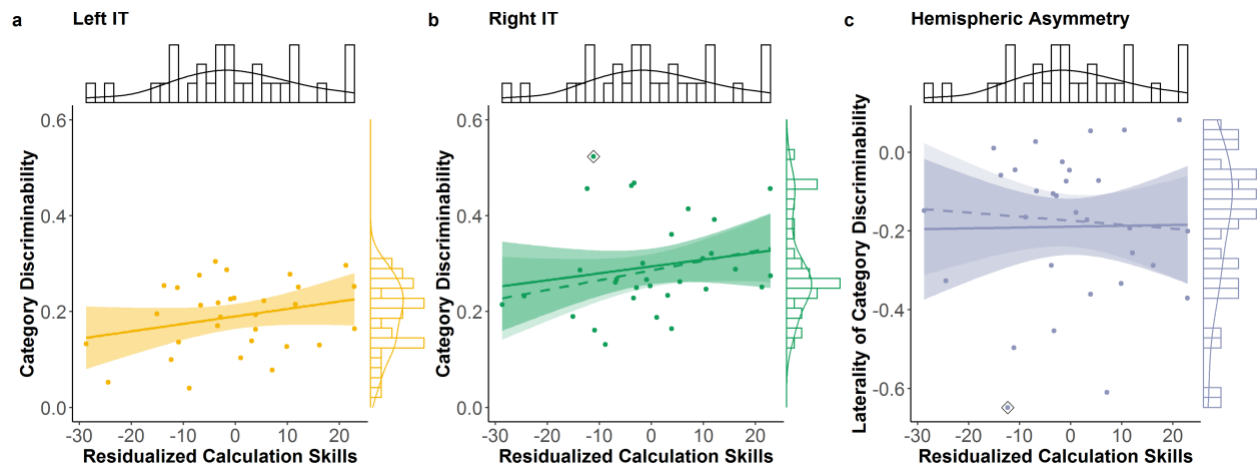 a Left IT
b Right IT
c Hemispheric Asymmetry
Category Discriminability
0.6
0.4
0.2
0.0
-30 -20 -10 0 10 20
Residualized Calculation Skills
Category Discriminability
0.6
0.4
0.2
0.0
-30 -20 -10 0 10 20
Residualized Calculation Skills
Laterality of Category Discriminability
0.0
-0.2
-0.4
-0.6
-30 -20 -10 0 10 20
Residualized Calculation Skills